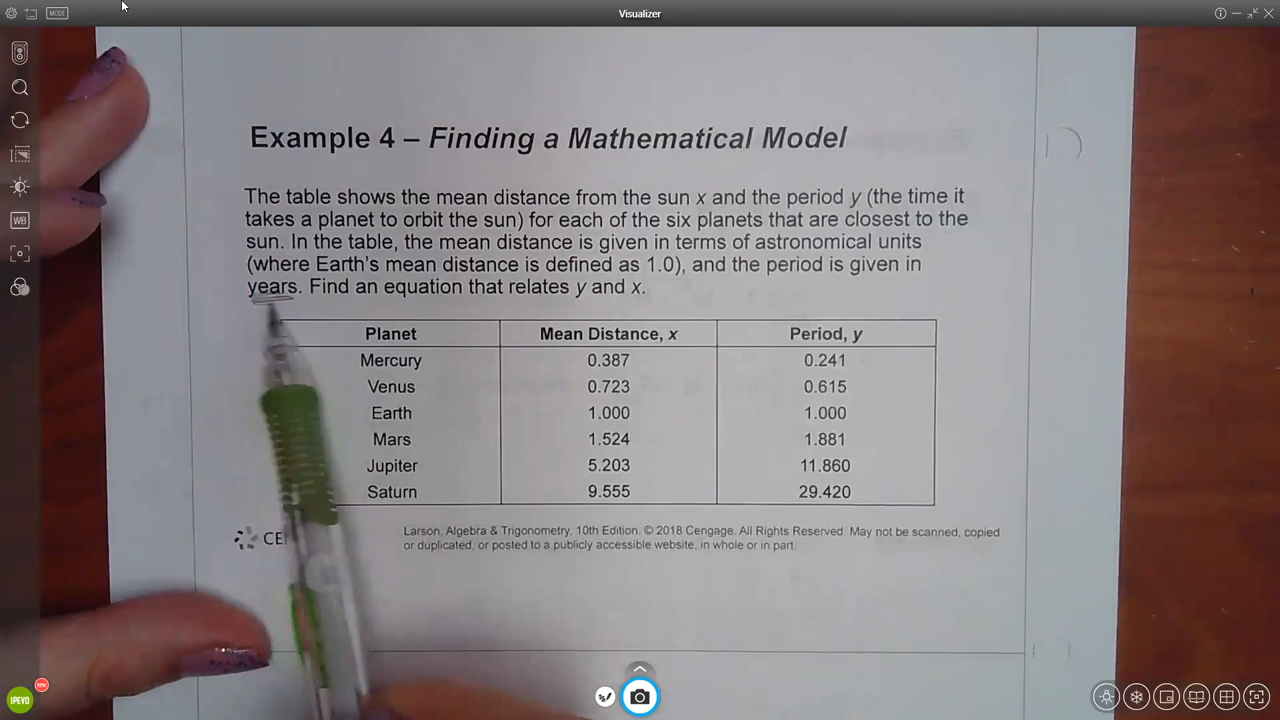 MODE
Visualizer
WB
Example 4 – Finding a Mathematical Model
The table shows the mean distance from the sun x and the period y (the time it
takes a planet to orbit the sun) for each of the six planets that are closest to the
sun. In the table, the mean distance is given in terms of astronomical units
(where Earth's mean distance is defined as 1.0), and the period is given in
years. Find an equation that relates y and x.
Planet Mean Distance, x Period, y
Mercury 0.387 0.241
Venus 0.723 0.615
Earth 1.000 1.000
Mars 1.524 1.881
Jupiter 5.203 11.860
Saturn 9.555 29.420
Larson, Algebra & Trigonometry, 10th Edition. © 2018 Cengage. All Rights Reserved. May not be scanned, copied
or duplicated, or posted to a publicly accessible website, in whole or in part.
IPEVO